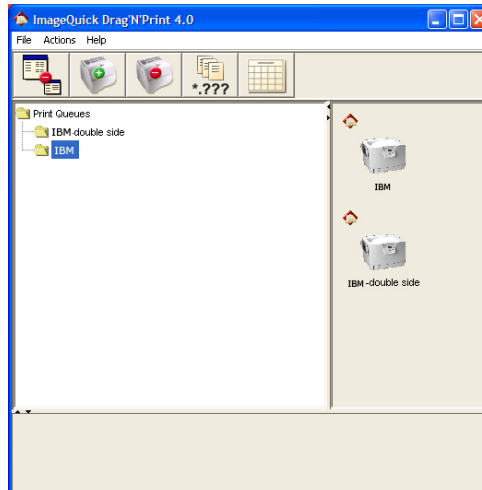 ImageQuick Drag'N'Print 4.0
File Actions Help
*.???
Print Queues
IBM-double side
IBM
IBM
IBM -double side